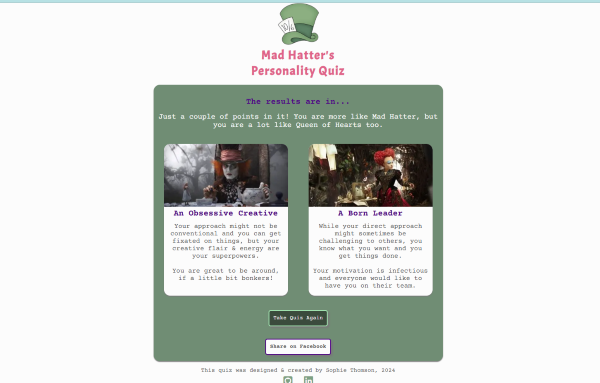 Mad Hatter's
Personality Quiz
The results are in...
Just a couple of points in it! You are more like Mad Hatter, but
you are a lot like Queen of Hearts too.
An Obsessive Creative
Your approach might not be
conventional and you can get
fixated on things, but your
creative flair & energy are
your superpowers.
You are great to be around,
if a little bit bonkers!
A Born Leader
While your direct approach
might sometimes be
challenging to others, you
know what you want and you
get things done.
Your motivation is infectious
and everyone would like to
have you on their team.
Take Quiz Again
Share on Facebook
This quiz was designed & created by Sophie Thomson, 2024